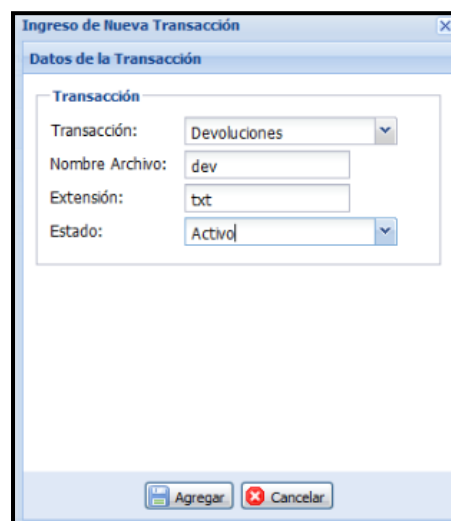 Ingreso de Nueva Transacción
Datos de la Transacción
Transacción
Transacción: Devoluciones
Nombre Archivo: dev
Extensión: txt
Estado: Activo
Agregar Cancelar